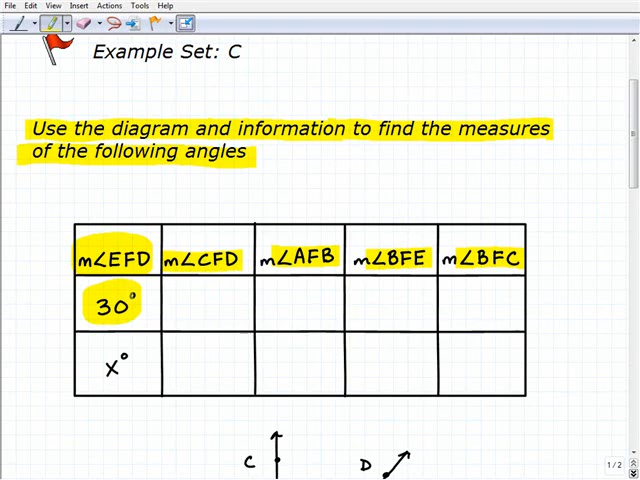 File Edit View Insert Actions Tools Help
Example Set: C
Use the diagram and information to find the measures
of the following angles
m∠EFD m∠CFD m∠AFB m∠BFE m∠BFC
30°
x°
C D
1 / 2